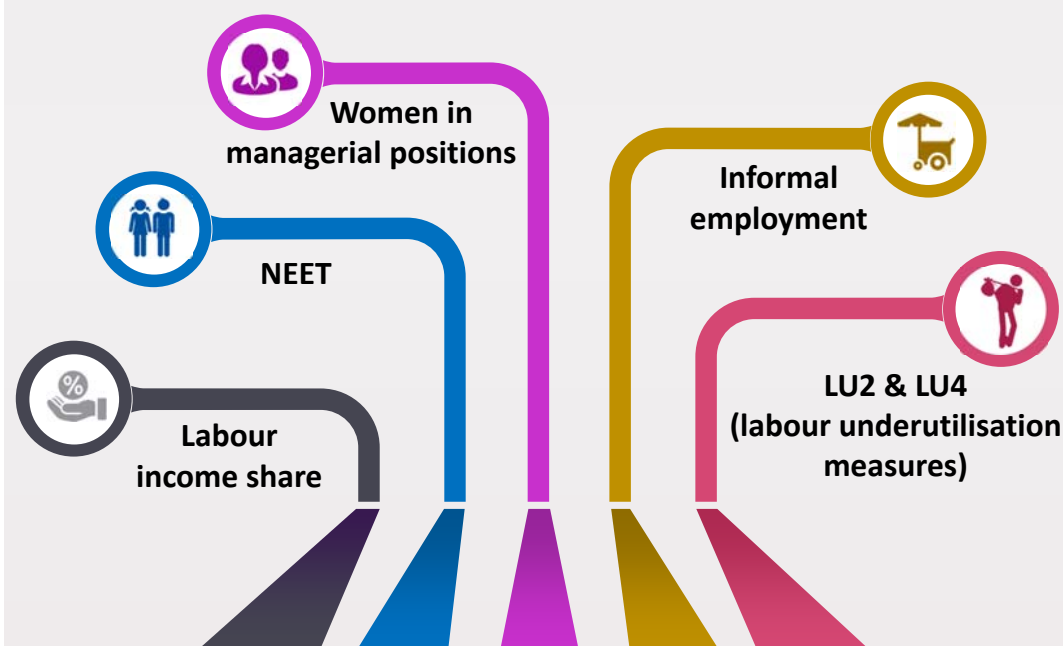 Women in
managerial positions
Informal
employment
NEET
LU2 & LU4
(labour underutilisation
measures)
Labour
income share
%